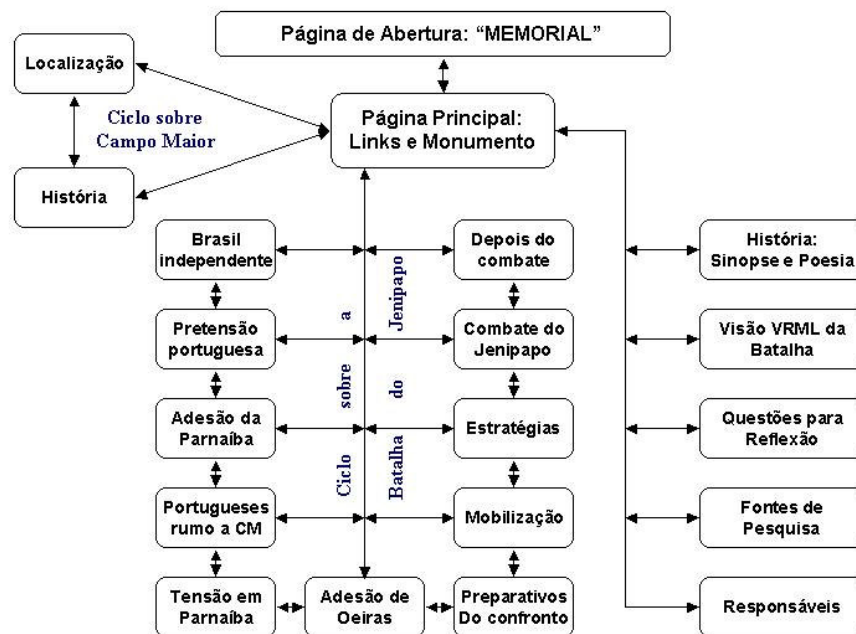 Página de Abertura: “MEMORIAL”
Localização
Ciclo sobre
Campo Maior
Página Principal:
Links e Monumento
História
Brasil
independente
Depois do
combate
História:
Sinopse e Poesia
Pretensão
portuguesa
Combate do
Jenipapo
Visão VRML da
Batalha
Adesão da
Parnaíba
Estratégias
Questões para
Reflexão
Portugueses
rumo a CM
Mobilização
Fontes de
Pesquisa
Tensão em
Parnaíba
Adesão de
Oeiras
Preparativos
Do confronto
Responsáveis
Ciclo sobre a
Batalha do Jenipapo